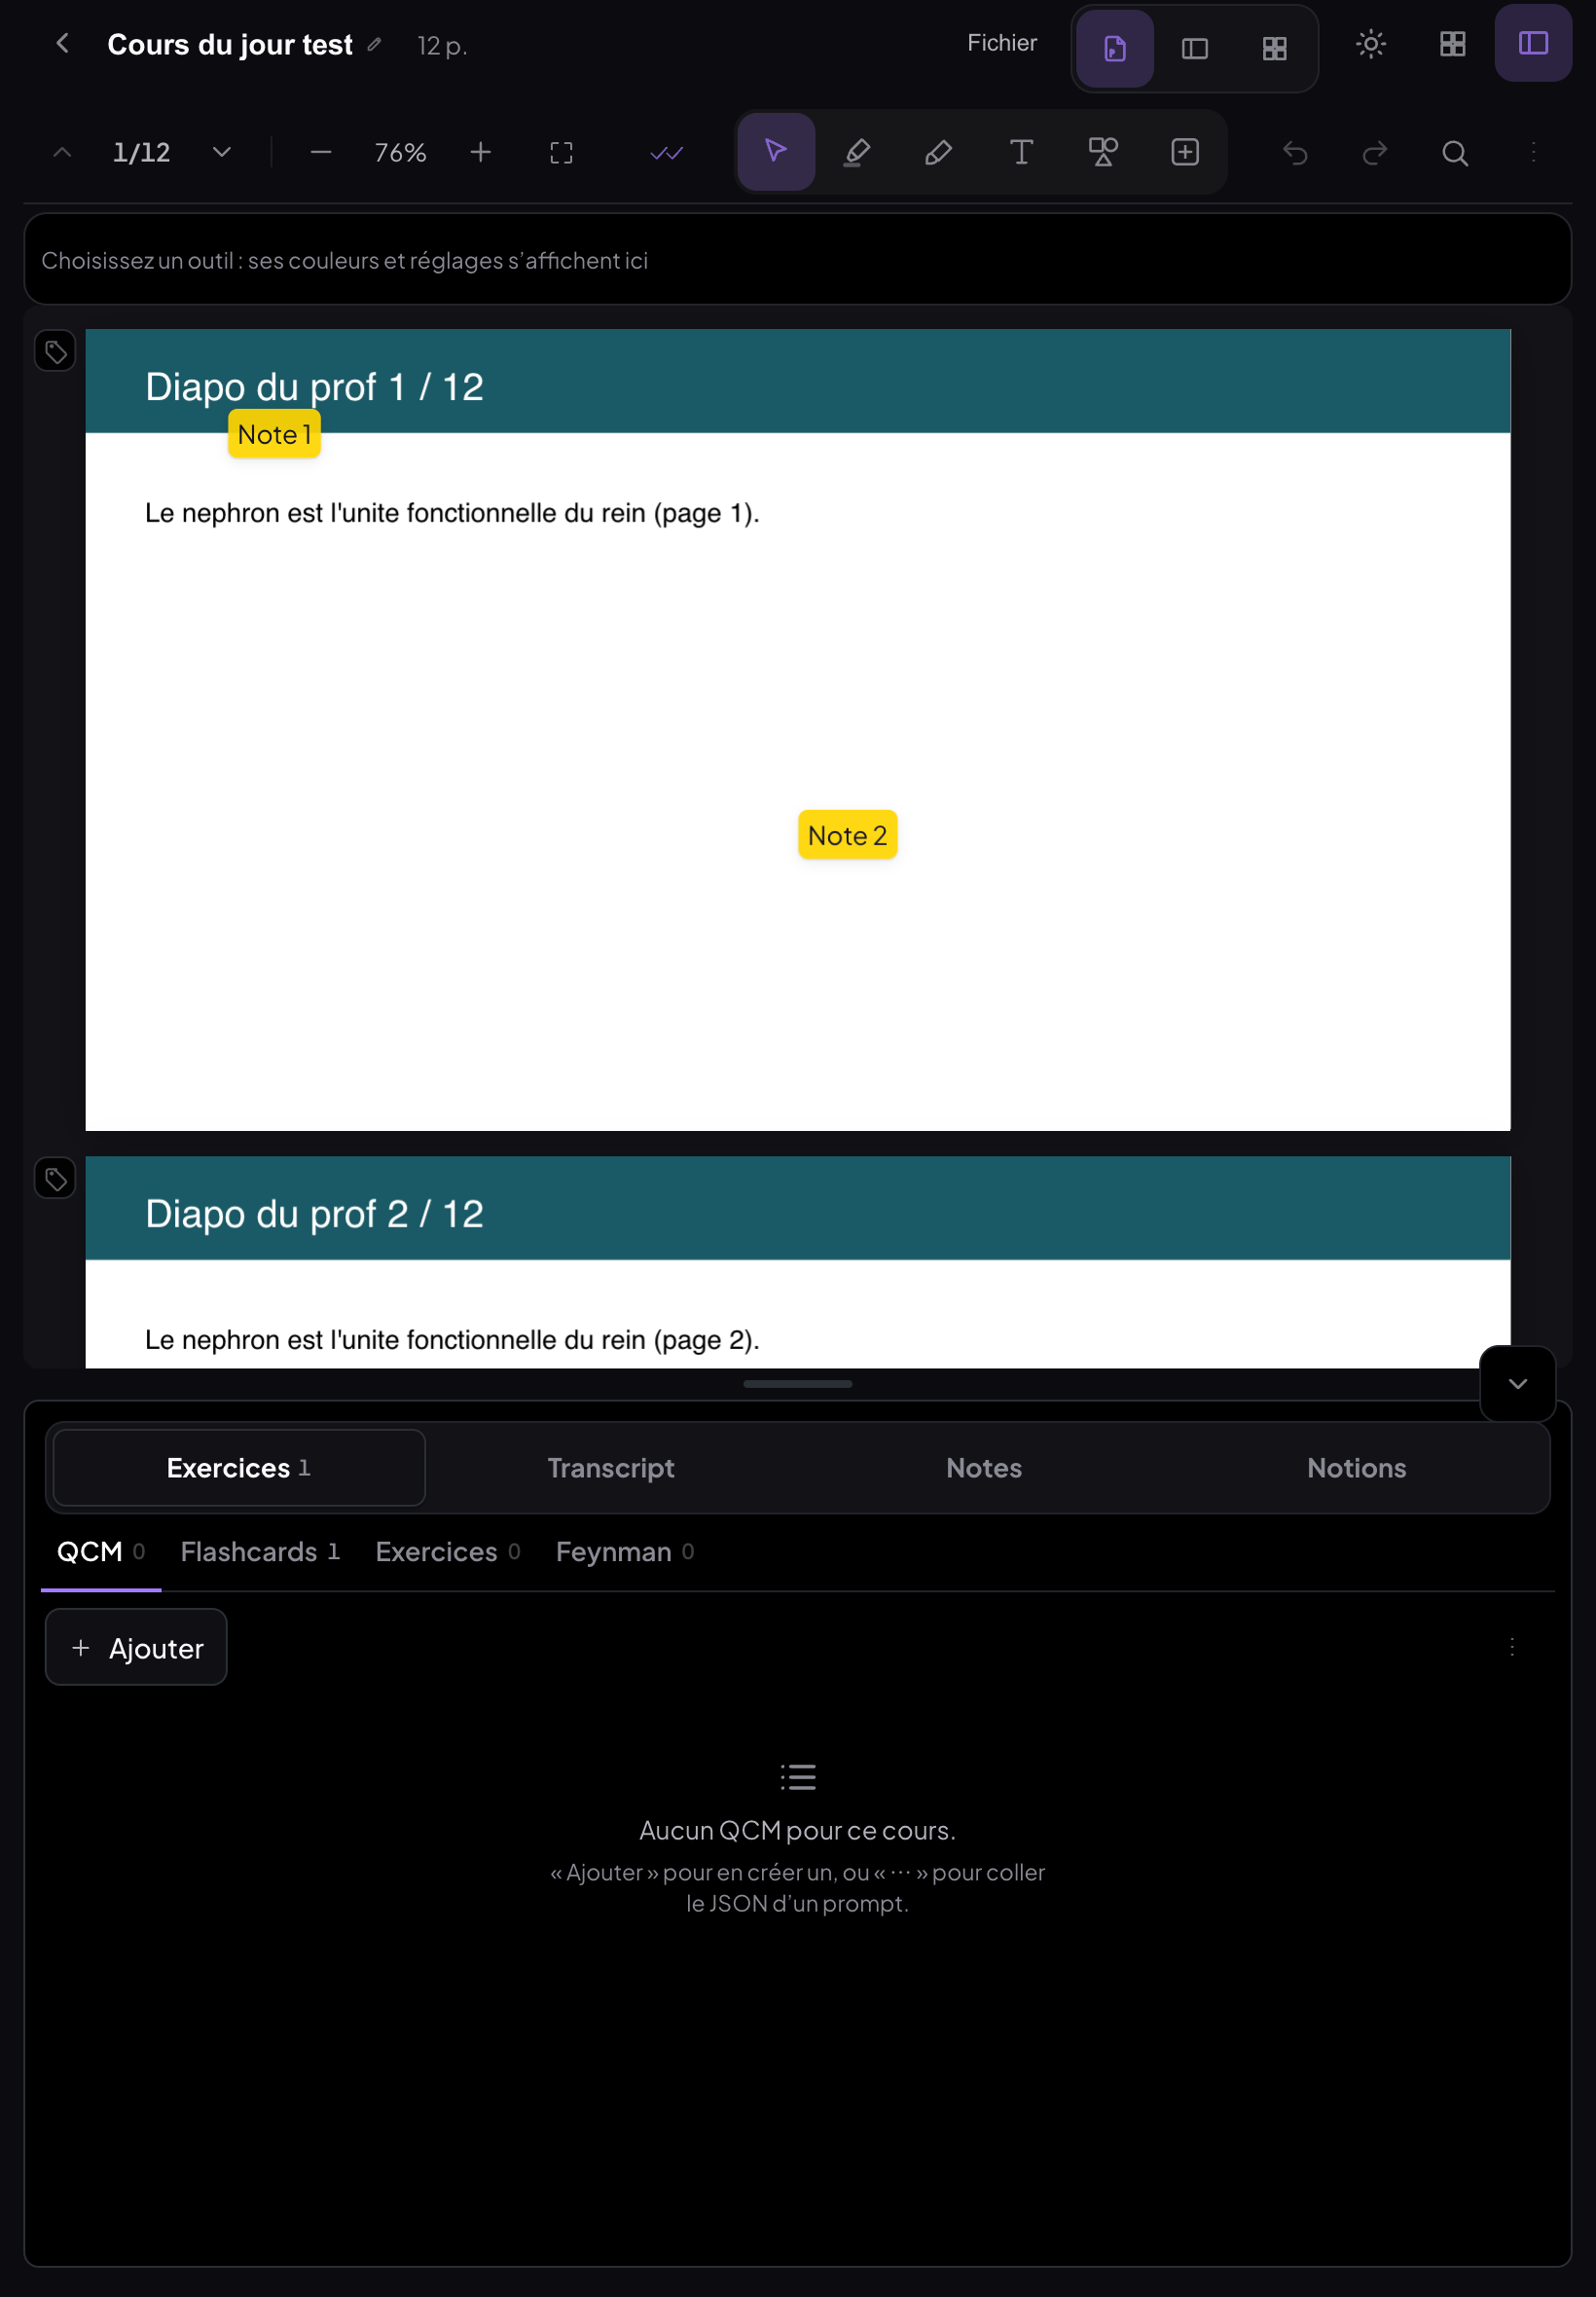 Cours du jour test
12 p.
Fichier
1/12
76%
Choisissez un outil : ses couleurs et réglages s’affichent ici
Diapo du prof 1 / 12
Note 1
Le nephron est l'unite fonctionnelle du rein (page 1).
Note 2
Diapo du prof 2 / 12
Le nephron est l'unite fonctionnelle du rein (page 2).
Exercices 1
Transcript
Notes
Notions
QCM 0
Flashcards 1
Exercices 0
Feynman 0
+ Ajouter
Aucun QCM pour ce cours.
« Ajouter » pour en créer un, ou « ··· » pour coller
le JSON d’un prompt.